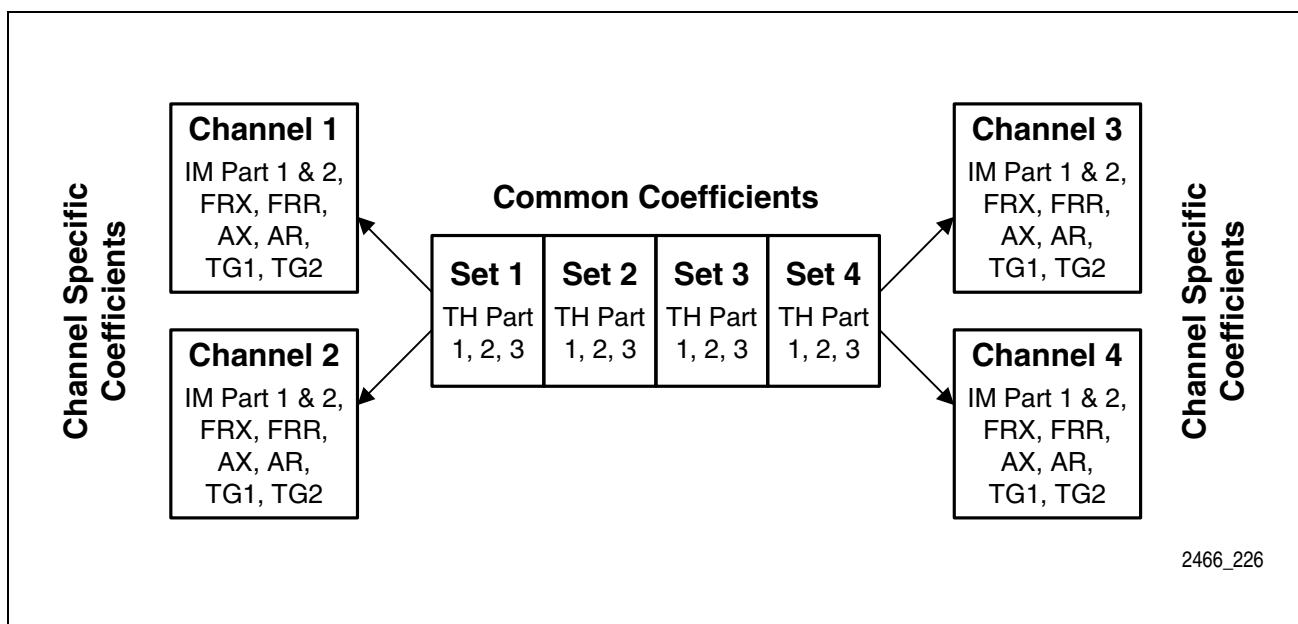 Channel Specific
Coefficients
Channel 1
IM Part 1 & 2,
FRX, FRR,
AX, AR,
TG1, TG2
Channel 2
IM Part 1 & 2,
FRX, FRR,
AX, AR,
TG1, TG2
Common Coefficients
Set 1
TH Part
1, 2, 3
Set 2
TH Part
1, 2, 3
Set 3
TH Part
1, 2, 3
Set 4
TH Part
1, 2, 3
Channel 3
IM Part 1 & 2,
FRX, FRR,
AX, AR,
TG1, TG2
Channel 4
IM Part 1 & 2,
FRX, FRR,
AX, AR,
TG1, TG2
Channel Specific
Coefficients
2466_226